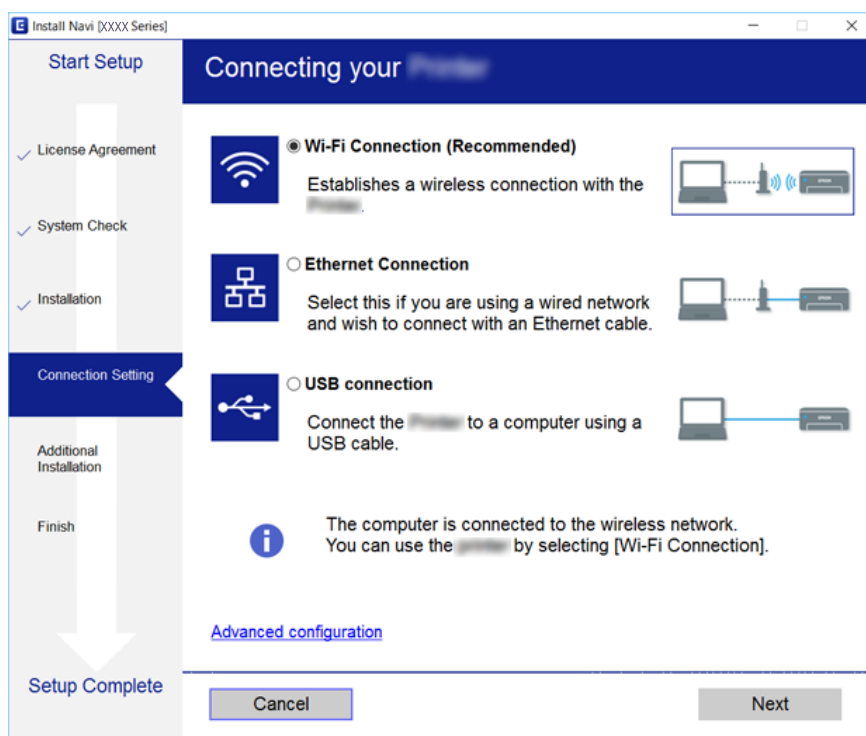 Install Navi [XXXX Series]
Start Setup
License Agreement
System Check
Installation
Connection Setting
Additional
Installation
Finish
Setup Complete
Connecting your
Wi-Fi Connection (Recommended)
Establishes a wireless connection with the
Ethernet Connection
Select this if you are using a wired network
and wish to connect with an Ethernet cable.
USB connection
Connect the to a computer using a
USB cable.
The computer is connected to the wireless network.
You can use the by selecting [Wi-Fi Connection].
Advanced configuration
Cancel
Next